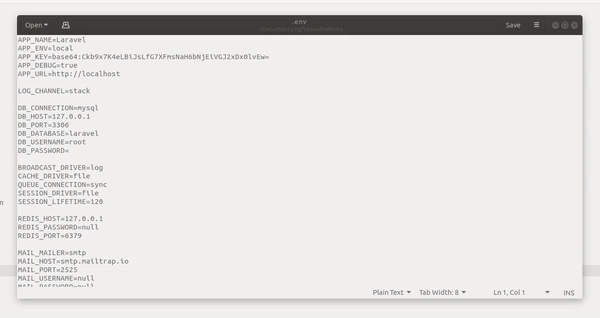 Open
.env
Save
APP_NAME=Laravel
APP_ENV=local
APP_KEY=base64:Ckb9x7K4eL8lJsLfG7XFmsNaH6bNjElVGJ2xDx0lvEw=
APP_DEBUG=true
APP_URL=http://localhost
LOG_CHANNEL=stack
DB_CONNECTION=mysql
DB_HOST=127.0.0.1
DB_PORT=3306
DB_DATABASE=laravel
DB_USERNAME=root
DB_PASSWORD=
BROADCAST_DRIVER=log
CACHE_DRIVER=file
QUEUE_CONNECTION=sync
SESSION_DRIVER=file
SESSION_LIFETIME=120
REDIS_HOST=127.0.0.1
REDIS_PASSWORD=null
REDIS_PORT=6379
MAIL_MAILER=smtp
MAIL_HOST=smtp.mailtrap.io
MAIL_PORT=2525
MAIL_USERNAME=null
MAIL_PASSWORD=null
Plain Text
Tab Width: 8
Ln 1, Col 1
INS